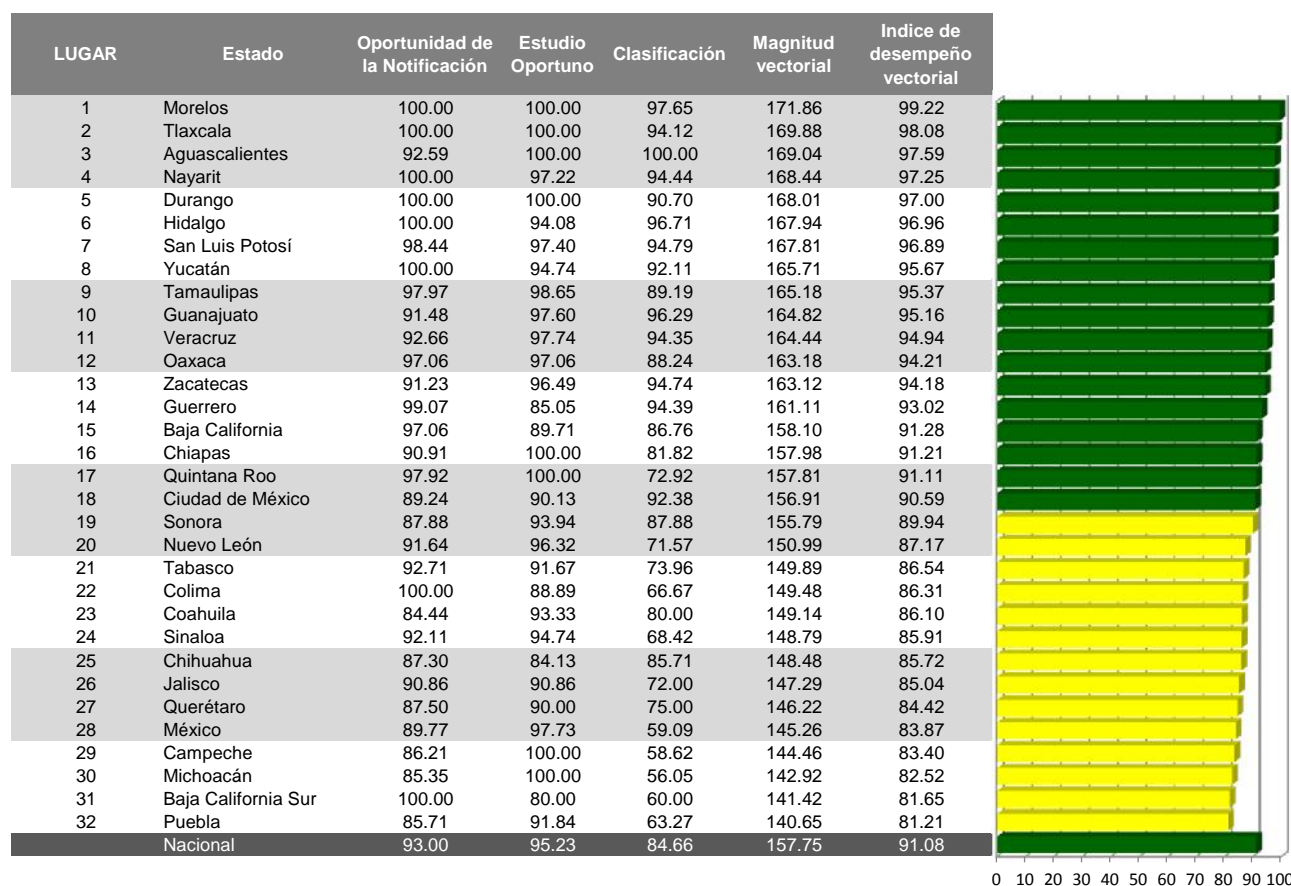 LUGAR Estado Oportunidad de la Notificación Estudio Oportuno Clasificación Magnitud vectorial Indice de desempeño vectorial
1 Morelos 100.00 100.00 97.65 171.86 99.22
2 Tlaxcala 100.00 100.00 94.12 169.88 98.08
3 Aguascalientes 92.59 100.00 100.00 169.04 97.59
4 Nayarit 100.00 97.22 94.44 168.44 97.25
5 Durango 100.00 100.00 90.70 168.01 97.00
6 Hidalgo 100.00 94.08 96.71 167.94 96.96
7 San Luis Potosí 98.44 97.40 94.79 167.81 96.89
8 Yucatán 100.00 94.74 92.11 165.71 95.67
9 Tamaulipas 97.97 98.65 89.19 165.18 95.37
10 Guanajuato 91.48 97.60 96.29 164.82 95.16
11 Veracruz 92.66 97.74 94.35 164.44 94.94
12 Oaxaca 97.06 97.06 88.24 163.18 94.21
13 Zacatecas 91.23 96.49 94.74 163.12 94.18
14 Guerrero 99.07 85.05 94.39 161.11 93.02
15 Baja California 97.06 89.71 86.76 158.10 91.28
16 Chiapas 90.91 100.00 81.82 157.98 91.21
17 Quintana Roo 97.92 100.00 72.92 157.81 91.11
18 Ciudad de México 89.24 90.13 92.38 156.91 90.59
19 Sonora 87.88 93.94 87.88 155.79 89.94
20 Nuevo León 91.64 96.32 71.57 150.99 87.17
21 Tabasco 92.71 91.67 73.96 149.89 86.54
22 Colima 100.00 88.89 66.67 149.48 86.31
23 Coahuila 84.44 93.33 80.00 149.14 86.10
24 Sinaloa 92.11 94.74 68.42 148.79 85.91
25 Chihuahua 87.30 84.13 85.71 148.48 85.72
26 Jalisco 90.86 90.86 72.00 147.29 85.04
27 Querétaro 87.50 90.00 75.00 146.22 84.42
28 México 89.77 97.73 59.09 145.26 83.87
29 Campeche 86.21 100.00 58.62 144.46 83.40
30 Michoacán 85.35 100.00 56.05 142.92 82.52
31 Baja California Sur 100.00 80.00 60.00 141.42 81.65
32 Puebla 85.71 91.84 63.27 140.65 81.21
Nacional 93.00 95.23 84.66 157.75 91.08
0 10 20 30 40 50 60 70 80 90 100